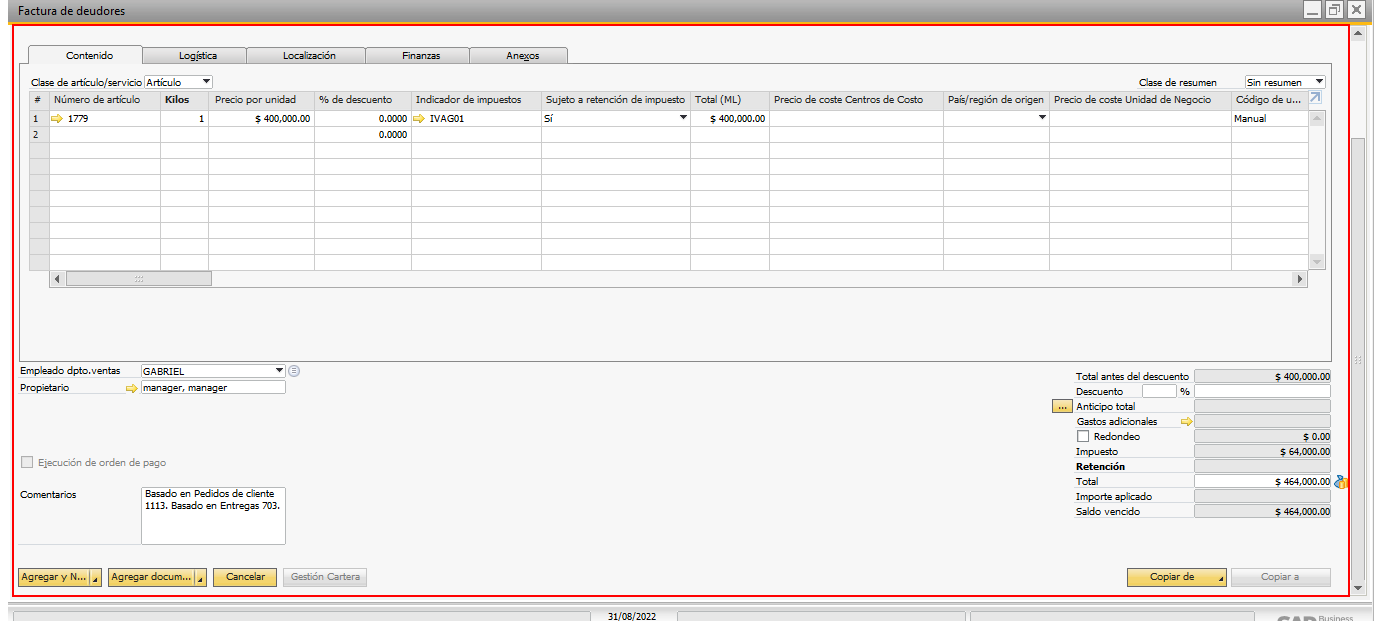 Factura de deudores
Contenido Logística Localización Finanzas Anexos
Clase de artículo/servicio Artículo Clase de resumen Sin resumen
# Número de artículo Kilos Precio por unidad % de descuento Indicador de impuestos Sujeto a retención de impuesto Total (ML) Precio de coste Centros de Costo País/región de origen Precio de coste Unidad de Negocio Código de u...
1 1779 1 $ 400,000.00 0.0000 IVAG01 Sí $ 400,000.00 Manual
2 0.0000
Empleado dpto.ventas GABRIEL
Propietario manager, manager
Total antes del descuento $ 400,000.00
Descuento %
... Anticipo total
Gastos adicionales
Redondeo $ 0.00
Impuesto $ 64,000.00
Retención
Total $ 464,000.00
Importe aplicado
Saldo vencido $ 464,000.00
Ejecución de orden de pago
Comentarios Basado en Pedidos de cliente
1113. Basado en Entregas 703.
Agregar y N... Agregar docum... Cancelar Gestión Cartera Copiar de Copiar a
31/08/2022
SAP Business